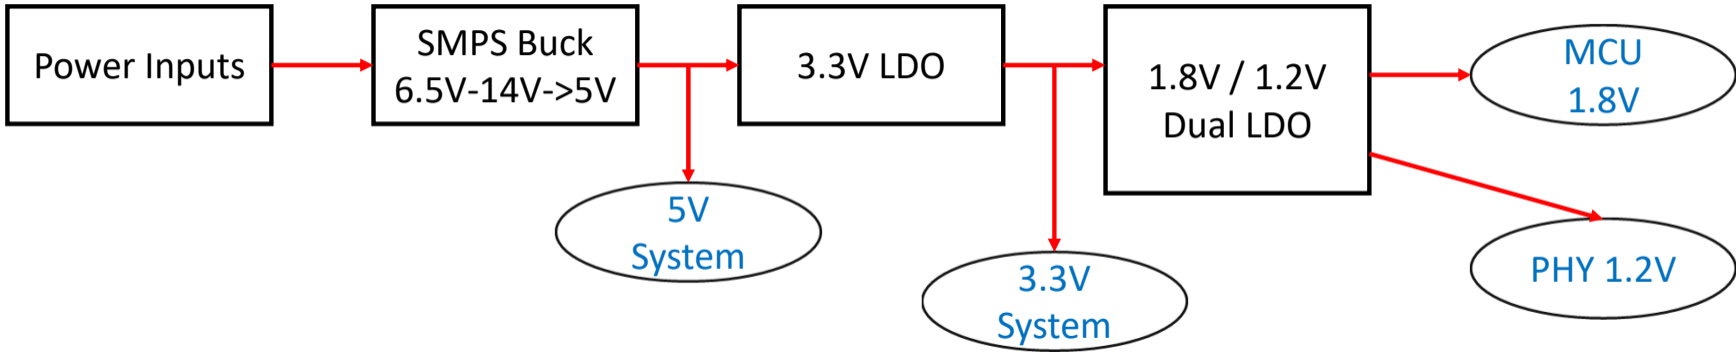 Power Inputs
SMPS Buck
6.5V-14V->5V
3.3V LDO
1.8V / 1.2V
Dual LDO
MCU
1.8V
5V
System
3.3V
System
PHY 1.2V